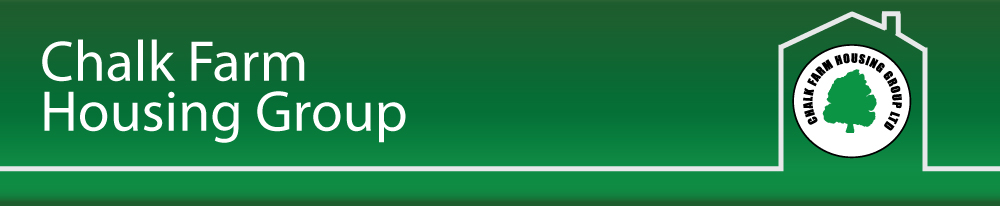 Chalk Farm
Housing Group
CHALK FARM HOUSING GROUP LTD